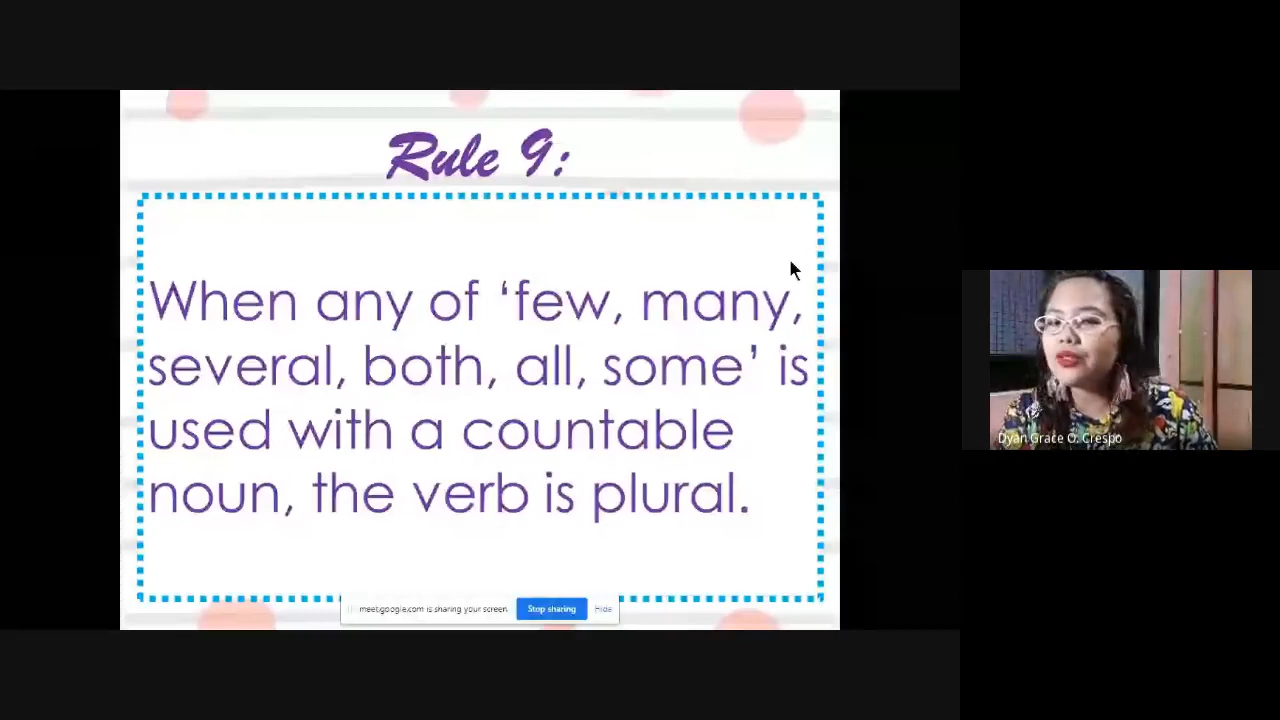 Rule 9:
When any of ‘few, many,
several, both, all, some’ is
used with a countable
noun, the verb is plural.
meet.google.com is sharing your screen.
Stop sharing
Hide
Dyan Grace O. Crespo